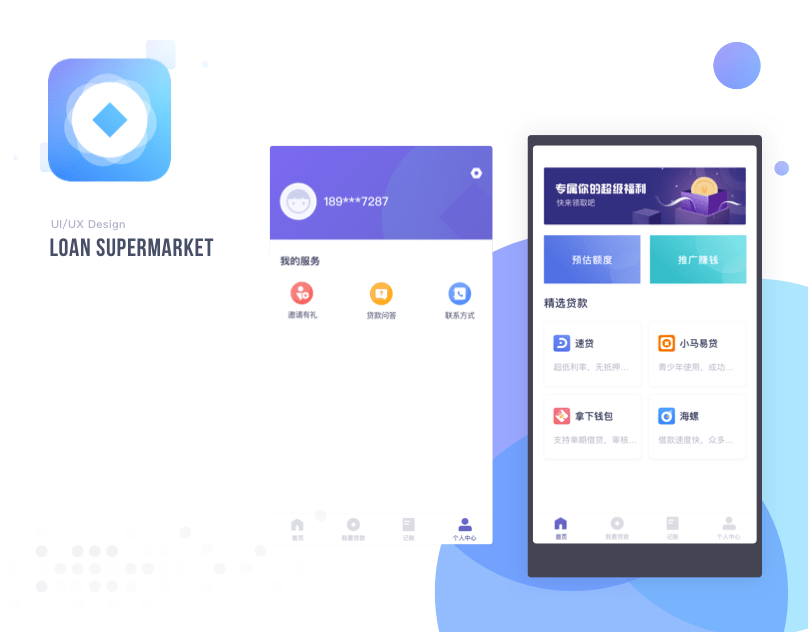 UI/UX Design
LOAN SUPERMARKET
189***7287
我的服务
邀请有礼
贷款问答
联系方式
首页
我要贷款
记账
个人中心
专属你的超级福利
快来领取吧
预估额度
推广赚钱
精选贷款
速贷
超低利率，无抵押...
小马易贷
青少年使用，成功...
拿下钱包
支持单期借贷，审核...
海螺
借款速度快，众多...
首页
我要贷款
记账
个人中心